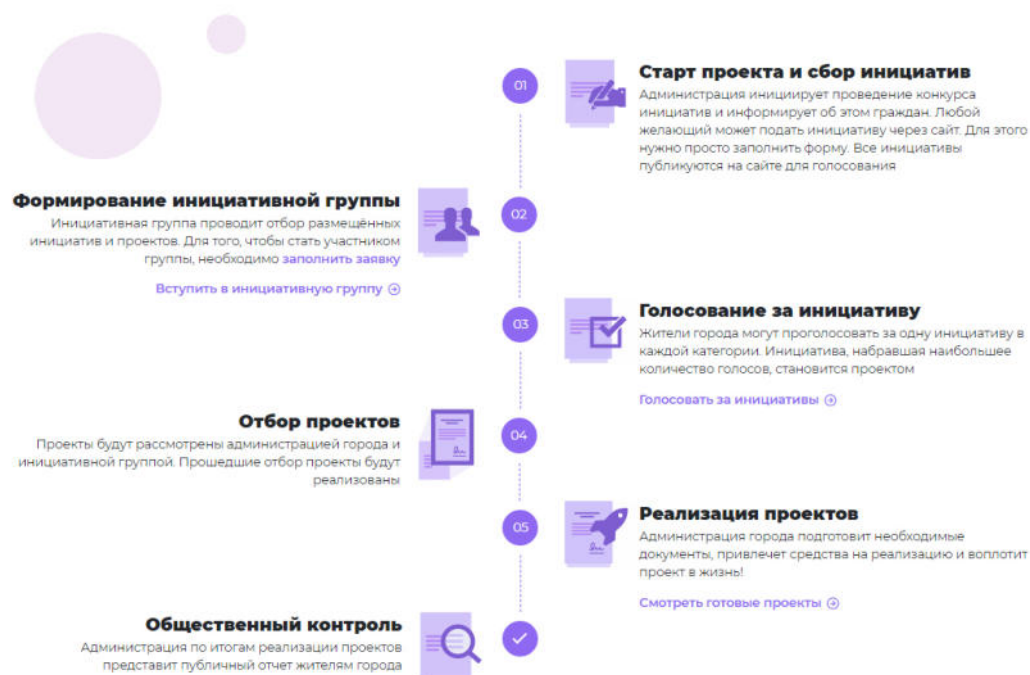 01
Старт проекта и сбор инициатив
Администрация инициирует проведение конкурса
инициатив и информирует об этом граждан. Любой
желающий может подать инициативу через сайт. Для этого
нужно просто заполнить форму. Все инициативы
публикуются на сайте для голосования
Формирование инициативной группы
Инициативная группа проводит отбор размещённых
инициатив и проектов. Для того, чтобы стать участником
группы, необходимо заполнить заявку
Вступить в инициативную группу
02
03
Голосование за инициативу
Жители города могут проголосовать за одну инициативу в
каждой категории. Инициатива, набравшая наибольшее
количество голосов, становится проектом
Голосовать за инициативы
Отбор проектов
Проекты будут рассмотрены администрацией города и
инициативной группой. Прошедшие отбор проекты будут
реализованы
04
05
Реализация проектов
Администрация города подготовит необходимые
документы, привлечет средства на реализацию и воплотит
проект в жизнь!
Смотреть готовые проекты
Общественный контроль
Администрация по итогам реализации проектов
представит публичный отчет жителям города